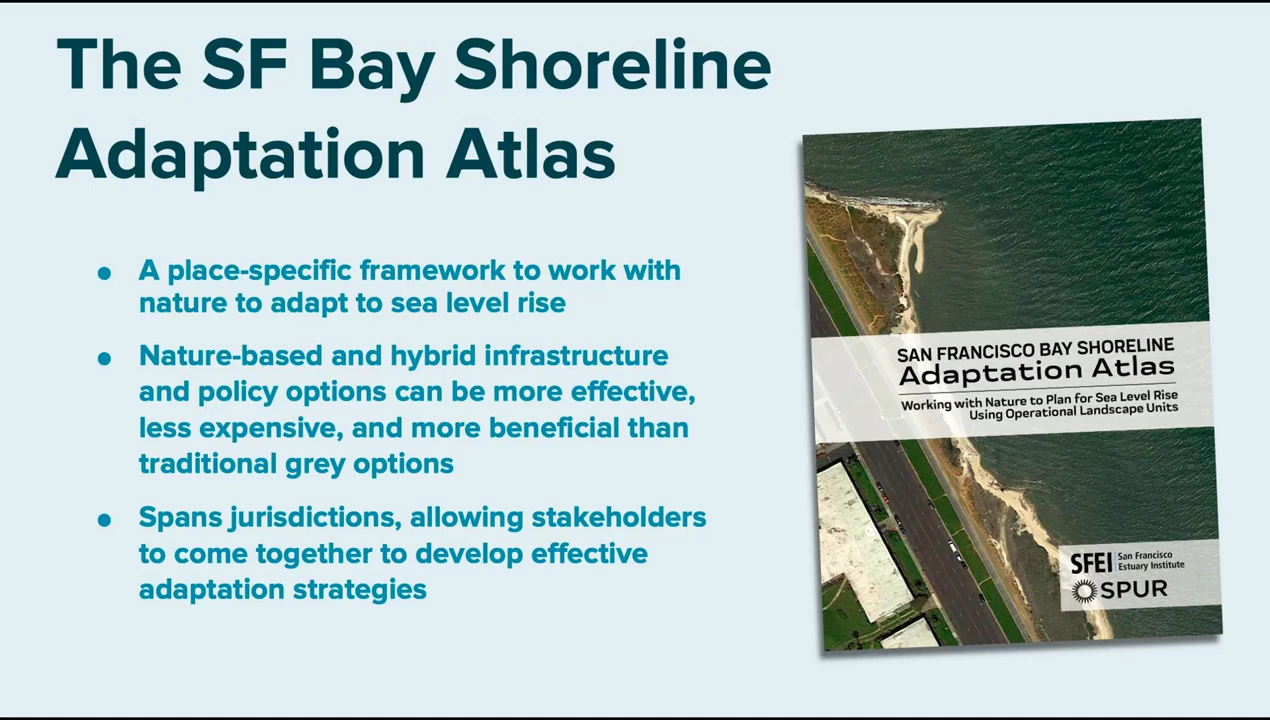 The SF Bay Shoreline
Adaptation Atlas
● A place-specific framework to work with
nature to adapt to sea level rise
● Nature-based and hybrid infrastructure
and policy options can be more effective,
less expensive, and more beneficial than
traditional grey options
● Spans jurisdictions, allowing stakeholders
to come together to develop effective
adaptation strategies
SAN FRANCISCO BAY SHORELINE
Adaptation Atlas
Working with Nature to Plan for Sea Level Rise
Using Operational Landscape Units
SFEI San Francisco
Estuary Institute
SPUR